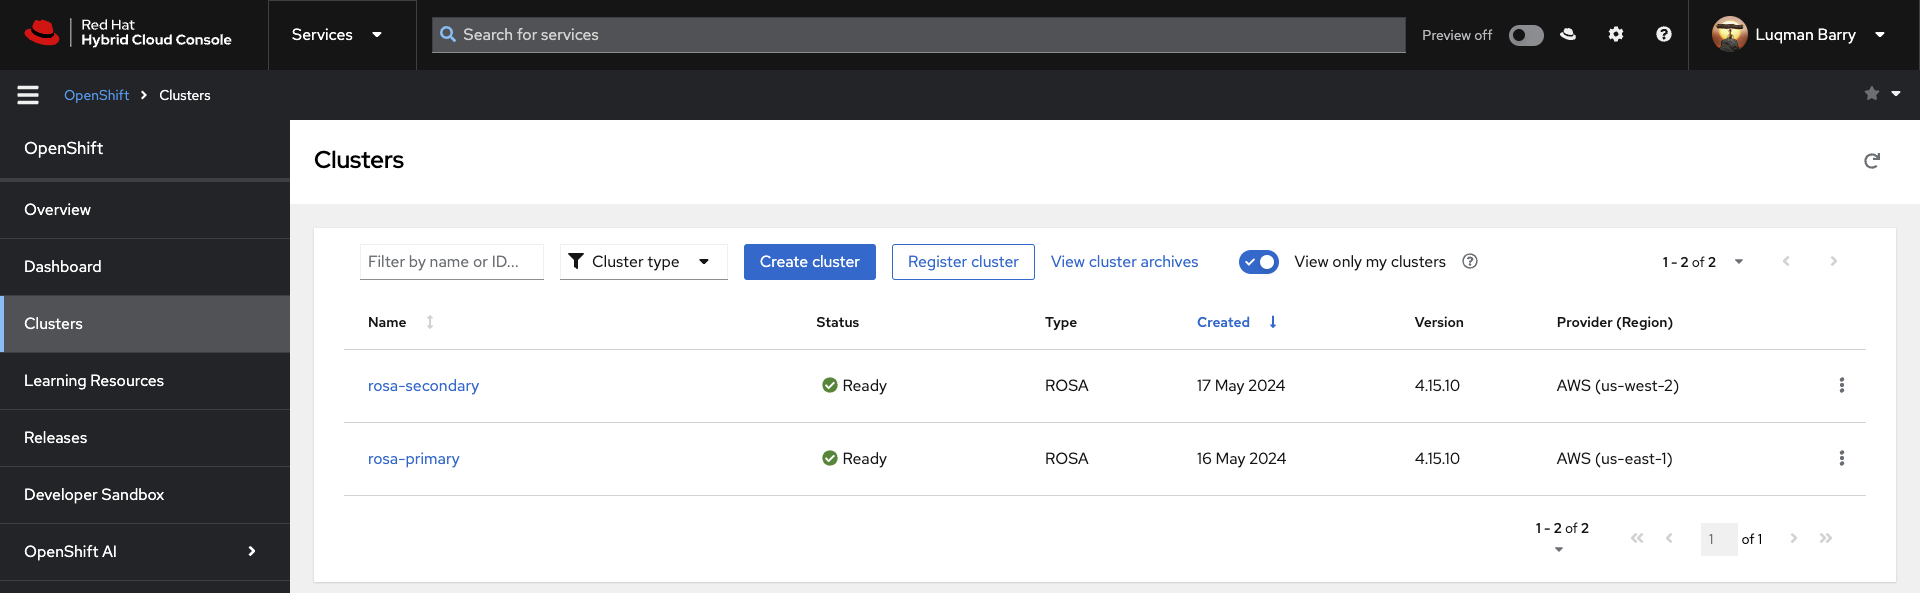 Red Hat
Hybrid Cloud Console
Services
Search for services
Preview off
Luqman Barry
OpenShift > Clusters
OpenShift
Overview
Dashboard
Clusters
Learning Resources
Releases
Developer Sandbox
OpenShift AI
Clusters
Filter by name or ID... Cluster type Create cluster Register cluster View cluster archives View only my clusters 1 - 2 of 2
Name Status Type Created Version Provider (Region)
rosa-secondary Ready ROSA 17 May 2024 4.15.10 AWS (us-west-2)
rosa-primary Ready ROSA 16 May 2024 4.15.10 AWS (us-east-1)
1 - 2 of 2 1 of 1